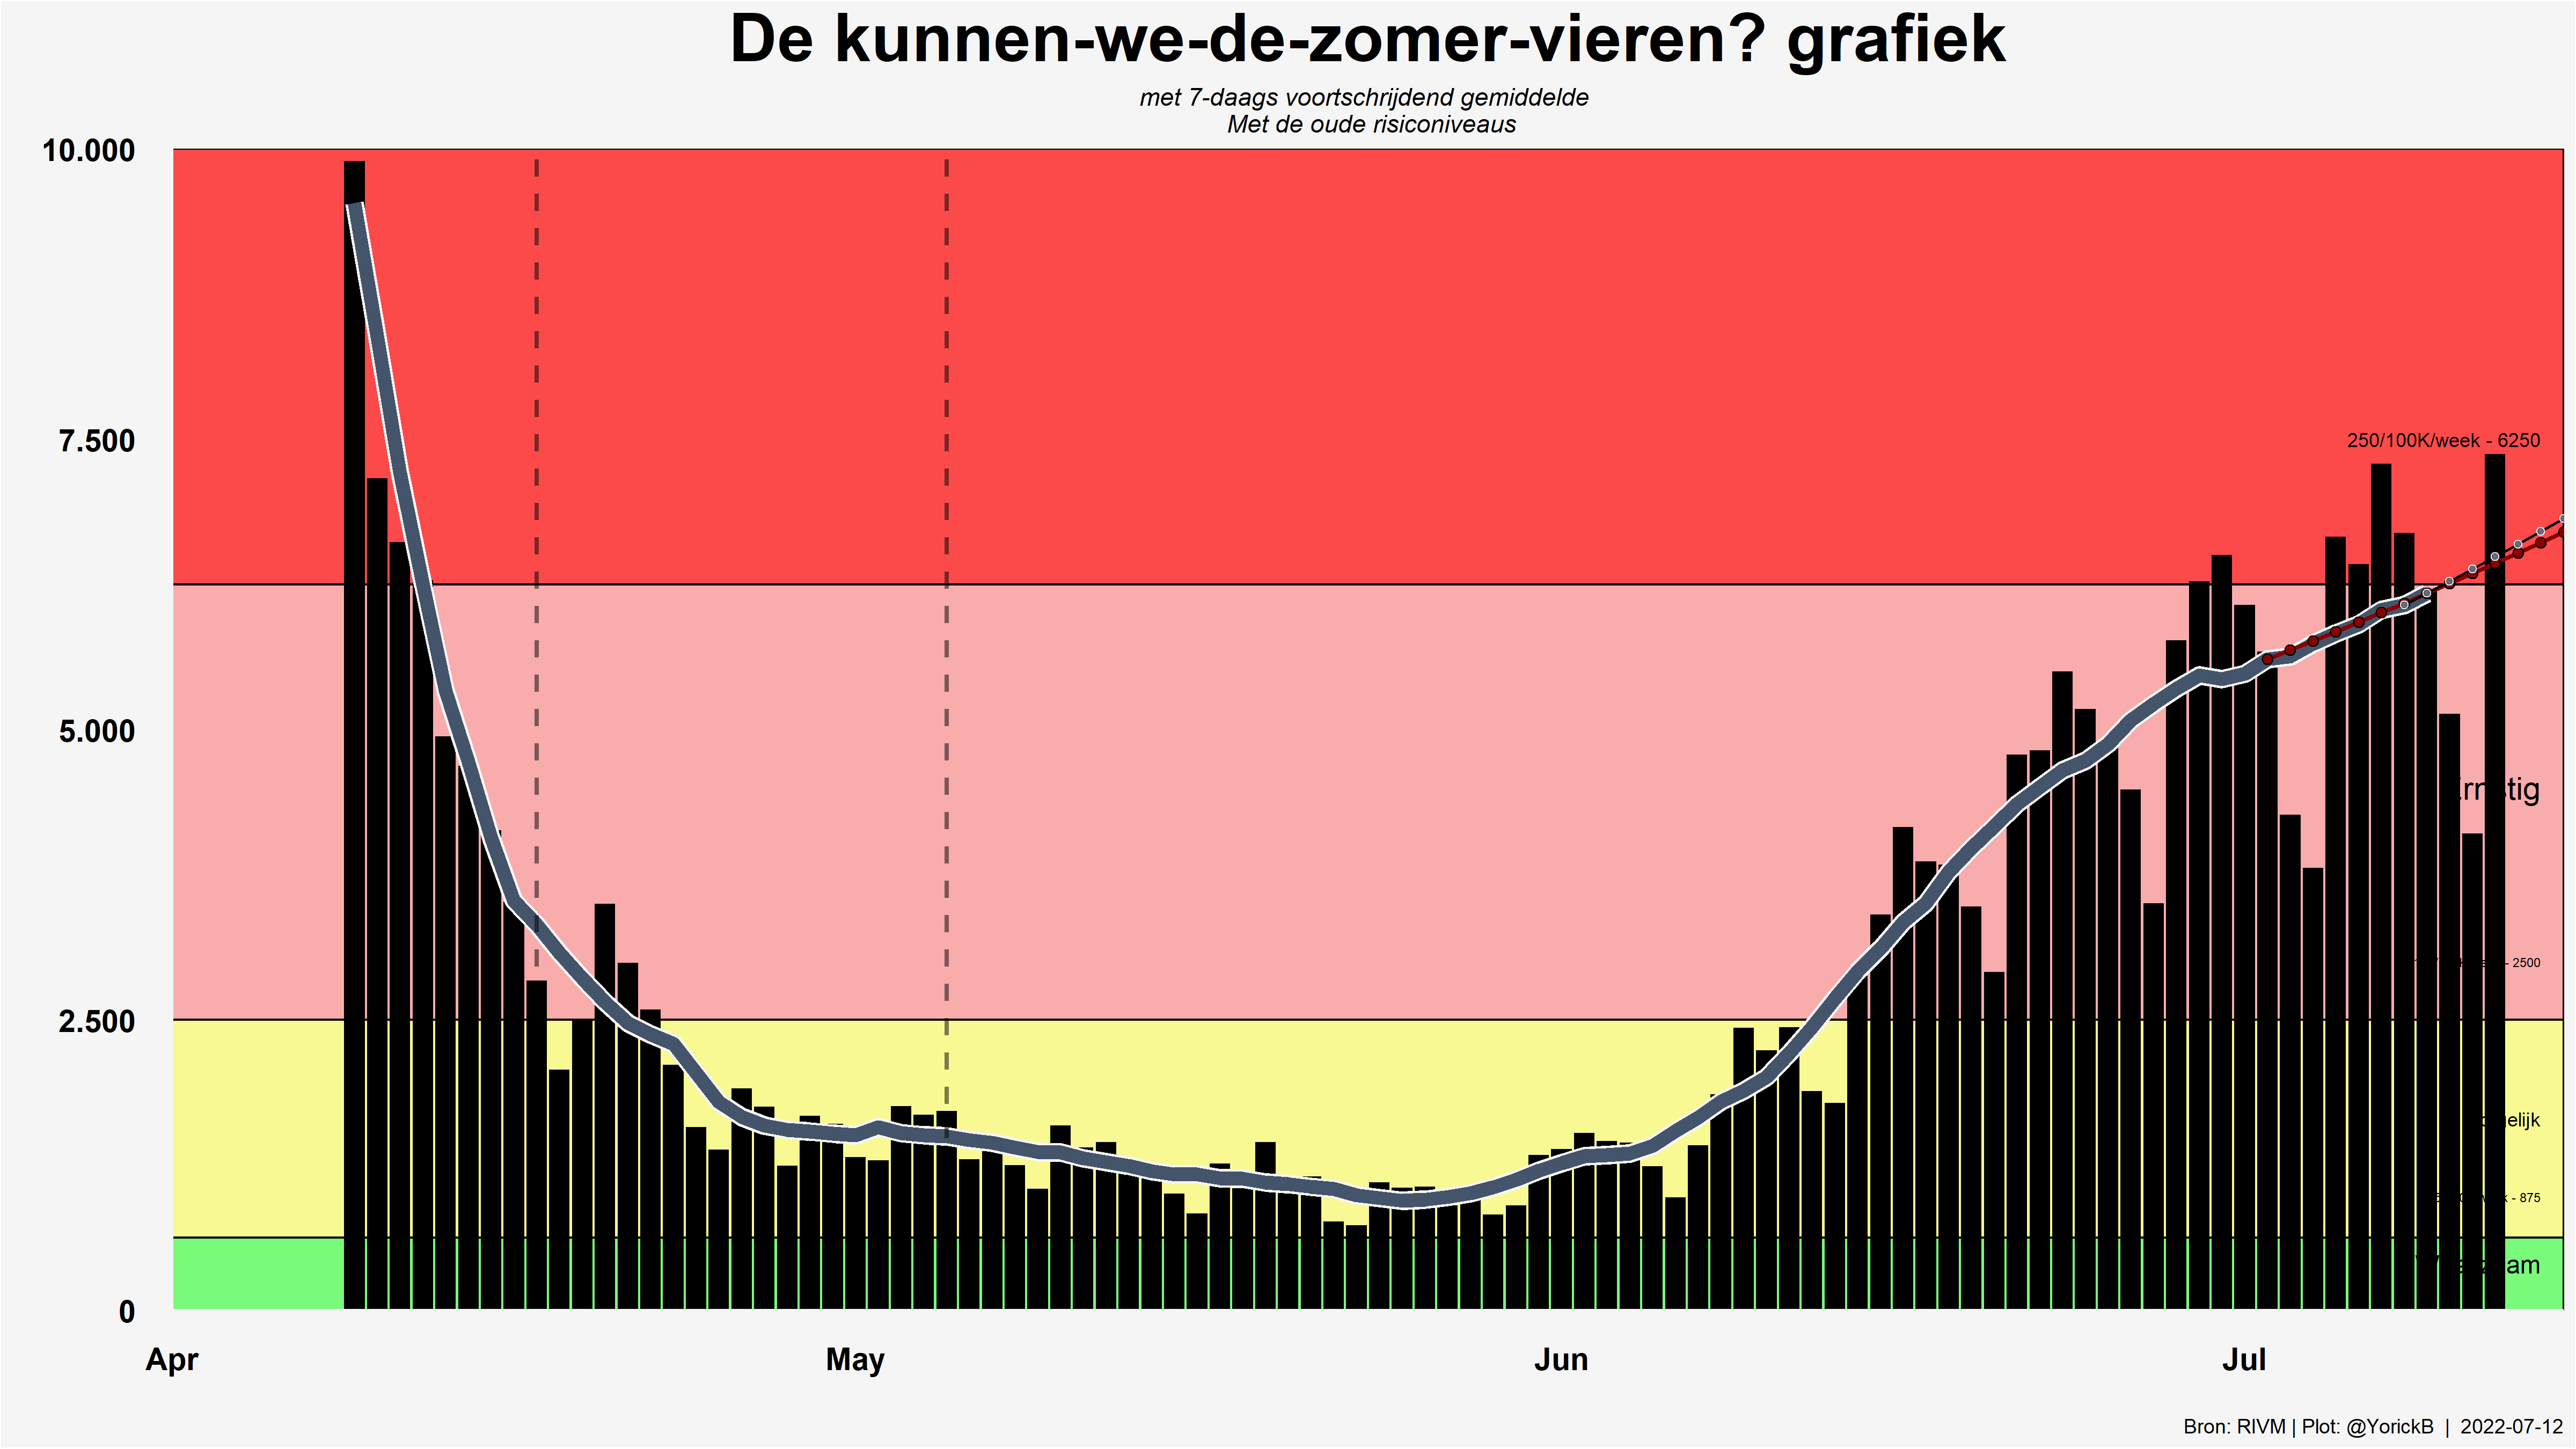 De kunnen-we-de-zomer-vieren? grafiek
met 7-daags voortschrijdend gemiddelde
Met de oude risiconiveaus
10.000
7.500
250/100K/week - 6250
5.000
- 2500
2.500
- 875
0
Apr May Jun Jul
Bron: RIVM | Plot: @YorickB | 2022-07-12